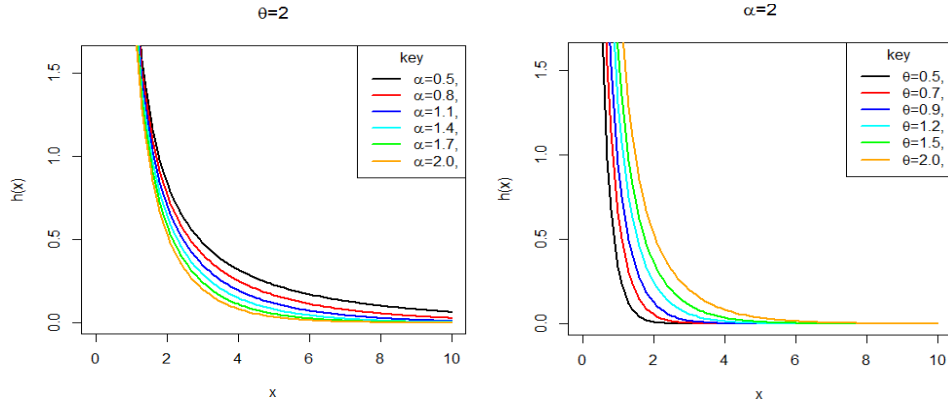 θ=2
h(x)
0.0 0.5 1.0 1.5
key
α=0.5,
α=0.8,
α=1.1,
α=1.4,
α=1.7,
α=2.0,
0 2 4 6 8 10
x
α=2
h(x)
0.0 0.5 1.0 1.5
key
θ=0.5,
θ=0.7,
θ=0.9,
θ=1.2,
θ=1.5,
θ=2.0,
0 2 4 6 8 10
x